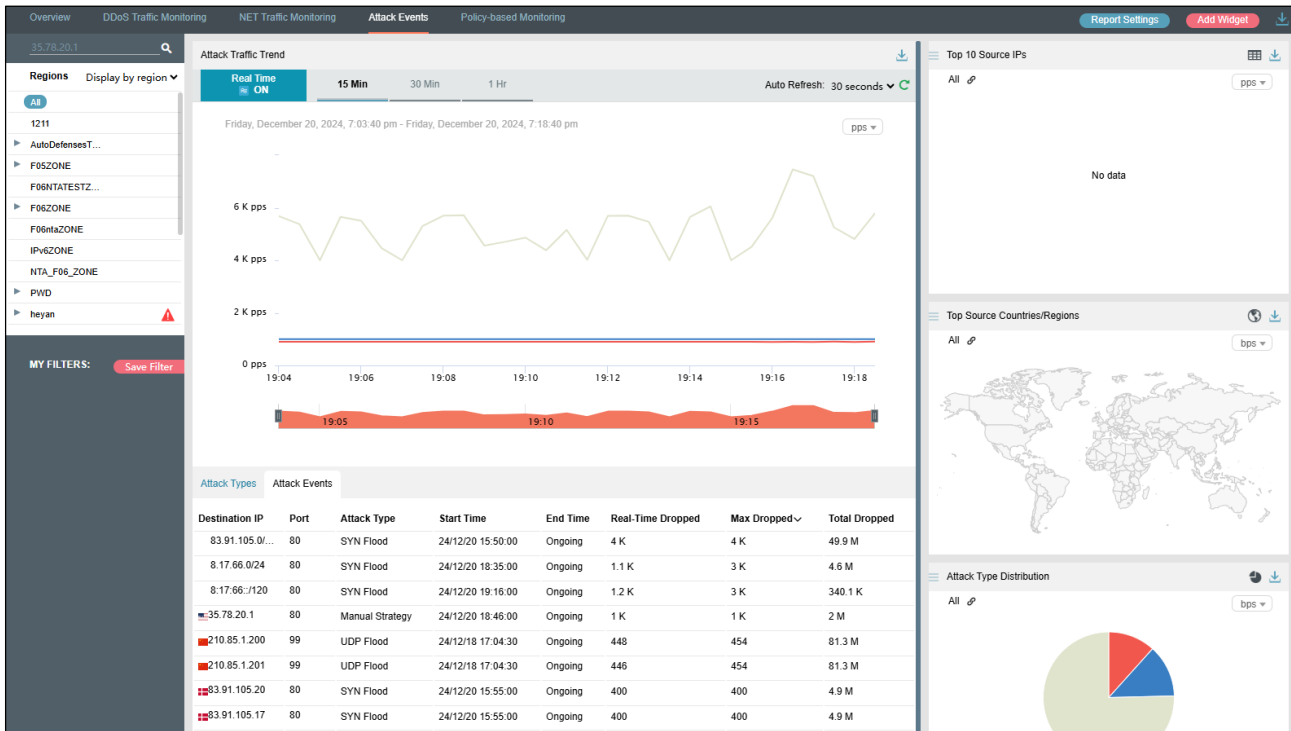 Overview DDoS Traffic Monitoring NET Traffic Monitoring Attack Events Policy-based Monitoring Report Settings Add Widget
35.78.20.1
Regions Display by region
All
1211
AutoDefensesT...
F05ZONE
F06NTATESTZ...
F06ZONE
F06ntaZONE
IPv6ZONE
NTA_F06_ZONE
PWD
heyan
MY FILTERS: Save Filter
Attack Traffic Trend
Real Time
ON
15 Min 30 Min 1 Hr Auto Refresh: 30 seconds
Friday, December 20, 2024, 7:03:40 pm - Friday, December 20, 2024, 7:18:40 pm pps
6 K pps
4 K pps
2 K pps
0 pps
19:04 19:06 19:08 19:10 19:12 19:14 19:16 19:18
19:05 19:10 19:15
Attack Types Attack Events
Destination IP Port Attack Type Start Time End Time Real-Time Dropped Max Dropped Total Dropped
83.91.105.0/... 80 SYN Flood 24/12/20 15:50:00 Ongoing 4 K 4 K 49.9 M
8.17.66.0/24 80 SYN Flood 24/12/20 18:35:00 Ongoing 1.1 K 3 K 4.6 M
8:17:66::/120 80 SYN Flood 24/12/20 19:16:00 Ongoing 1.2 K 3 K 340.1 K
35.78.20.1 80 Manual Strategy 24/12/20 18:46:00 Ongoing 1 K 1 K 2 M
210.85.1.200 99 UDP Flood 24/12/18 17:04:30 Ongoing 448 454 81.3 M
210.85.1.201 99 UDP Flood 24/12/18 17:04:30 Ongoing 446 454 81.3 M
83.91.105.20 80 SYN Flood 24/12/20 15:55:00 Ongoing 400 400 4.9 M
83.91.105.17 80 SYN Flood 24/12/20 15:55:00 Ongoing 400 400 4.9 M
Top 10 Source IPs
All pps
No data
Top Source Countries/Regions
All bps
Attack Type Distribution
All bps